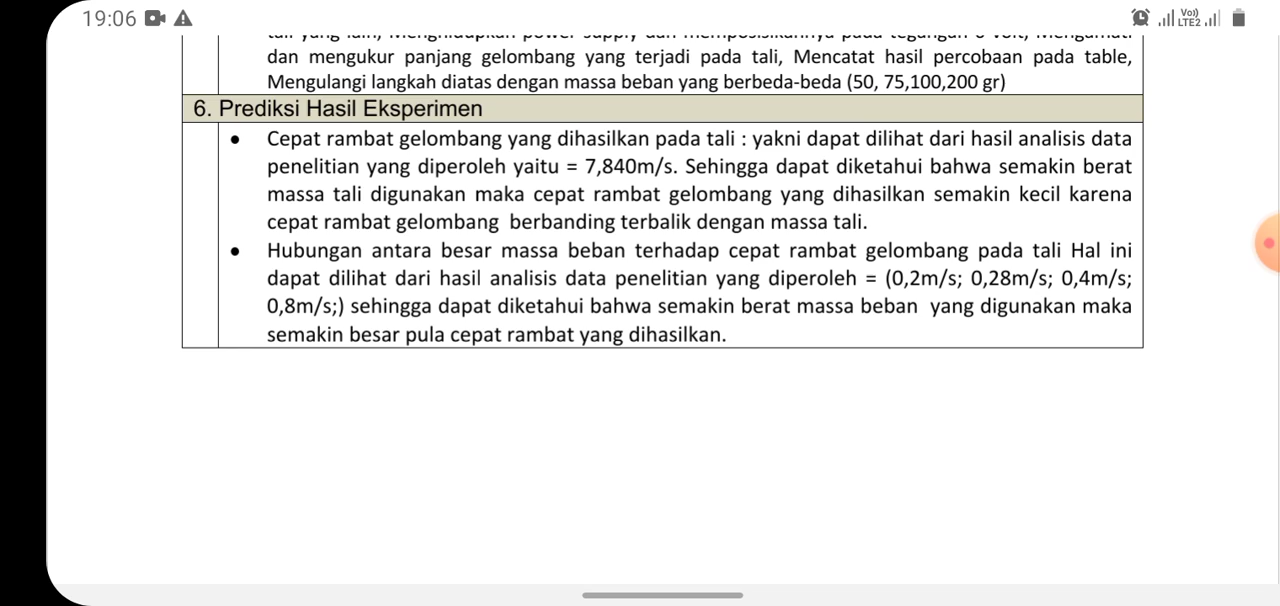 19:06
Vo)) LTE2
dan mengukur panjang gelombang yang terjadi pada tali, Mencatat hasil percobaan pada table,
Mengulangi langkah diatas dengan massa beban yang berbeda-beda (50, 75,100,200 gr)
6. Prediksi Hasil Eksperimen
• Cepat rambat gelombang yang dihasilkan pada tali : yakni dapat dilihat dari hasil analisis data
penelitian yang diperoleh yaitu = 7,840m/s. Sehingga dapat diketahui bahwa semakin berat
massa tali digunakan maka cepat rambat gelombang yang dihasilkan semakin kecil karena
cepat rambat gelombang berbanding terbalik dengan massa tali.
• Hubungan antara besar massa beban terhadap cepat rambat gelombang pada tali Hal ini
dapat dilihat dari hasil analisis data penelitian yang diperoleh = (0,2m/s; 0,28m/s; 0,4m/s;
0,8m/s;) sehingga dapat diketahui bahwa semakin berat massa beban yang digunakan maka
semakin besar pula cepat rambat yang dihasilkan.